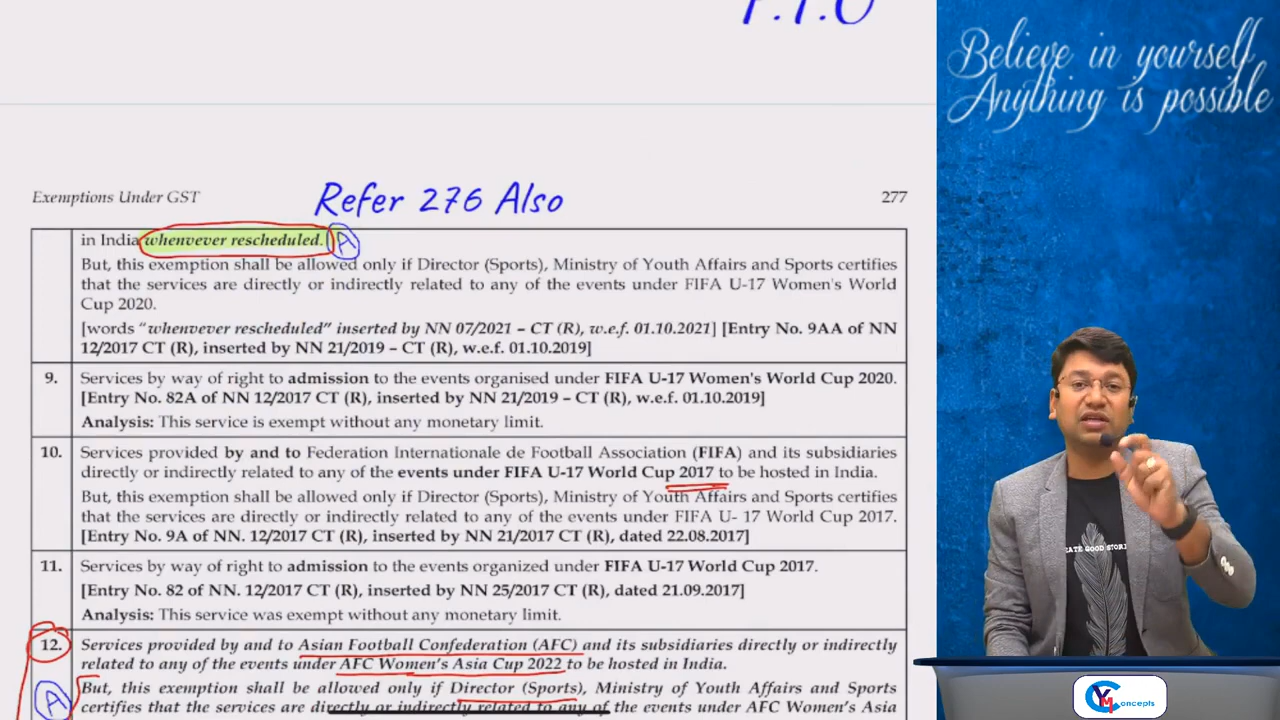 P.T.O
Believe in yourself
Anything is possible
Exemptions Under GST
Refer 276 Also
277
in India whenvever rescheduled. A
But, this exemption shall be allowed only if Director (Sports), Ministry of Youth Affairs and Sports certifies
that the services are directly or indirectly related to any of the events under FIFA U-17 Women's World
Cup 2020.
[words "whenvever rescheduled" inserted by NN 07/2021 – CT (R), w.e.f. 01.10.2021] [Entry No. 9AA of NN
12/2017 CT (R), inserted by NN 21/2019 – CT (R), w.e.f. 01.10.2019]
9. Services by way of right to admission to the events organised under FIFA U-17 Women's World Cup 2020.
[Entry No. 82A of NN 12/2017 CT (R), inserted by NN 21/2019 – CT (R), w.e.f. 01.10.2019]
Analysis: This service is exempt without any monetary limit.
10. Services provided by and to Federation Internationale de Football Association (FIFA) and its subsidiaries
directly or indirectly related to any of the events under FIFA U-17 World Cup 2017 to be hosted in India.
But, this exemption shall be allowed only if Director (Sports), Ministry of Youth Affairs and Sports certifies
that the services are directly or indirectly related to any of the events under FIFA U- 17 World Cup 2017.
[Entry No. 9A of NN. 12/2017 CT (R), inserted by NN 21/2017 CT (R), dated 22.08.2017]
11. Services by way of right to admission to the events organized under FIFA U-17 World Cup 2017.
[Entry No. 82 of NN. 12/2017 CT (R), inserted by NN 25/2017 CT (R), dated 21.09.2017]
Analysis: This service was exempt without any monetary limit.
12. Services provided by and to Asian Football Confederation (AFC) and its subsidiaries directly or indirectly
related to any of the events under AFC Women's Asia Cup 2022 to be hosted in India.
A But, this exemption shall be allowed only if Director (Sports), Ministry of Youth Affairs and Sports
certifies that the services are directly or indirectly related to any of the events under AFC Women's Asia
EATE GOOD STORI
YM
Concepts